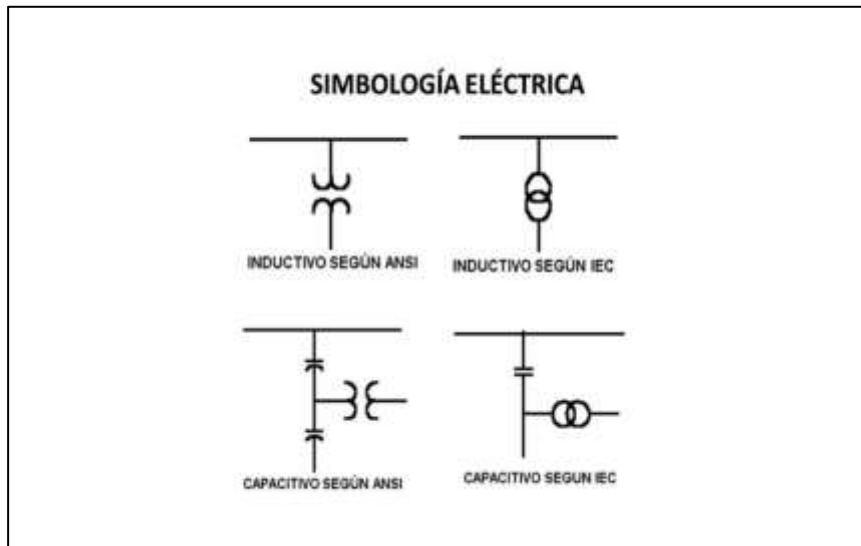 SIMBOLOGÍA ELÉCTRICA
INDUCTIVO SEGÚN ANSI
INDUCTIVO SEGÚN IEC
CAPACITIVO SEGÚN ANSI
CAPACITIVO SEGUN IEC